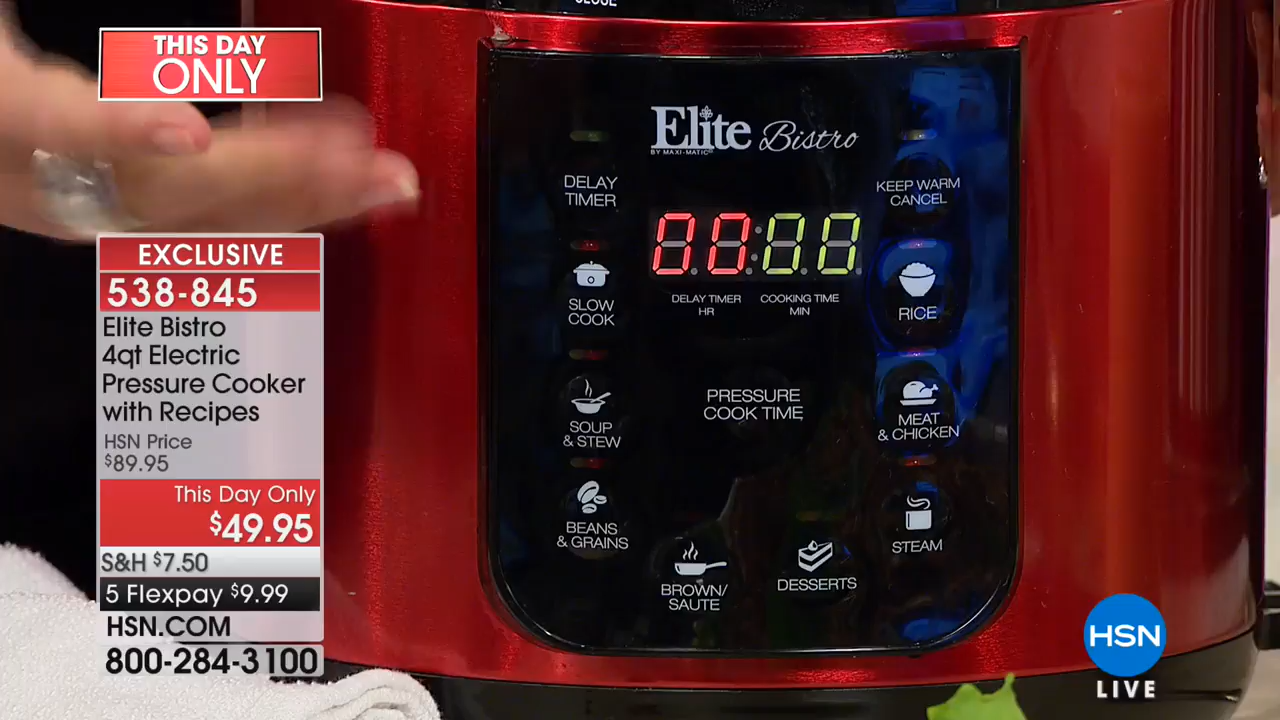 CLOSE
THIS DAY
ONLY
EXCLUSIVE
538-845
Elite Bistro
4qt Electric
Pressure Cooker
with Recipes
HSN Price
$89.95
This Day Only
$49.95
S&H $7.50
5 Flexpay $9.99
HSN.COM
800-284-3100
Elite Bistro
BY MAXI-MATIC
DELAY
TIMER
KEEP WARM
CANCEL
00:00
DELAY TIMER
HR
COOKING TIME
MIN
SLOW
COOK
RICE
PRESSURE
COOK TIME
SOUP
& STEW
MEAT
& CHICKEN
BEANS
& GRAINS
STEAM
BROWN/
SAUTE
DESSERTS
HSN
LIVE